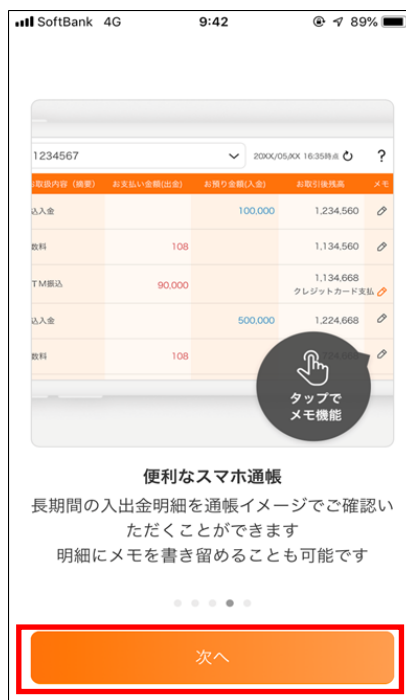 SoftBank 4G 9:42 89%
1234567 20XX/05/XX 16:35時点 ?
お取扱内容（摘要） お支払い金額(出金) お預り金額(入金) お取引後残高 メモ
込入金 100,000 1,234,560
数料 108 1,134,560
TM振込 90,000 1,134,668
クレジットカード支払
込入金 500,000 1,224,668
数料 108
タップで
メモ機能
便利なスマホ通帳
長期間の入出金明細を通帳イメージでご確認い
ただくことができます
明細にメモを書き留めることも可能です
次へ